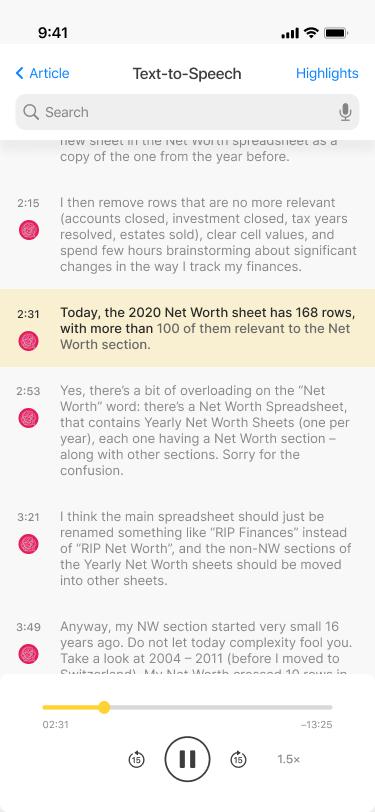 9:41
Article
Text-to-Speech
Highlights
Search
new sheet in the Net Worth spreadsheet as a
copy of the one from the year before.
2:15
I then remove rows that are no more relevant
(accounts closed, investment closed, tax years
resolved, estates sold), clear cell values, and
spend few hours brainstorming about significant
changes in the way I track my finances.
2:31
Today, the 2020 Net Worth sheet has 168 rows,
with more than 100 of them relevant to the Net
Worth section.
2:53
Yes, there’s a bit of overloading on the “Net
Worth” word: there’s a Net Worth Spreadsheet,
that contains Yearly Net Worth Sheets (one per
year), each one having a Net Worth section –
along with other sections. Sorry for the
confusion.
3:21
I think the main spreadsheet should just be
renamed something like “RIP Finances” instead
of “RIP Net Worth”, and the non-NW sections of
the Yearly Net Worth sheets should be moved
into other sheets.
3:49
Anyway, my NW section started very small 16
years ago. Do not let today complexity fool you.
Take a look at 2004 – 2011 (before I moved to
Switzerland). My Net Worth crossed 10 rows in
02:31
–13:25
15
15
1.5×